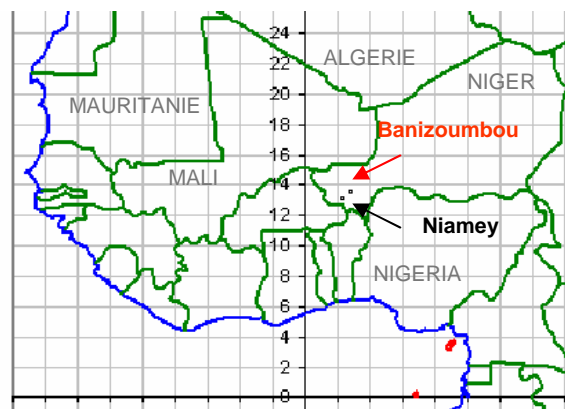 24
22
20
18
16
14
12
10
8
6
4
2
0
ALGERIE
NIGER
MAURITANIE
Banizoumbou
MALI
Niamey
NIGERIA